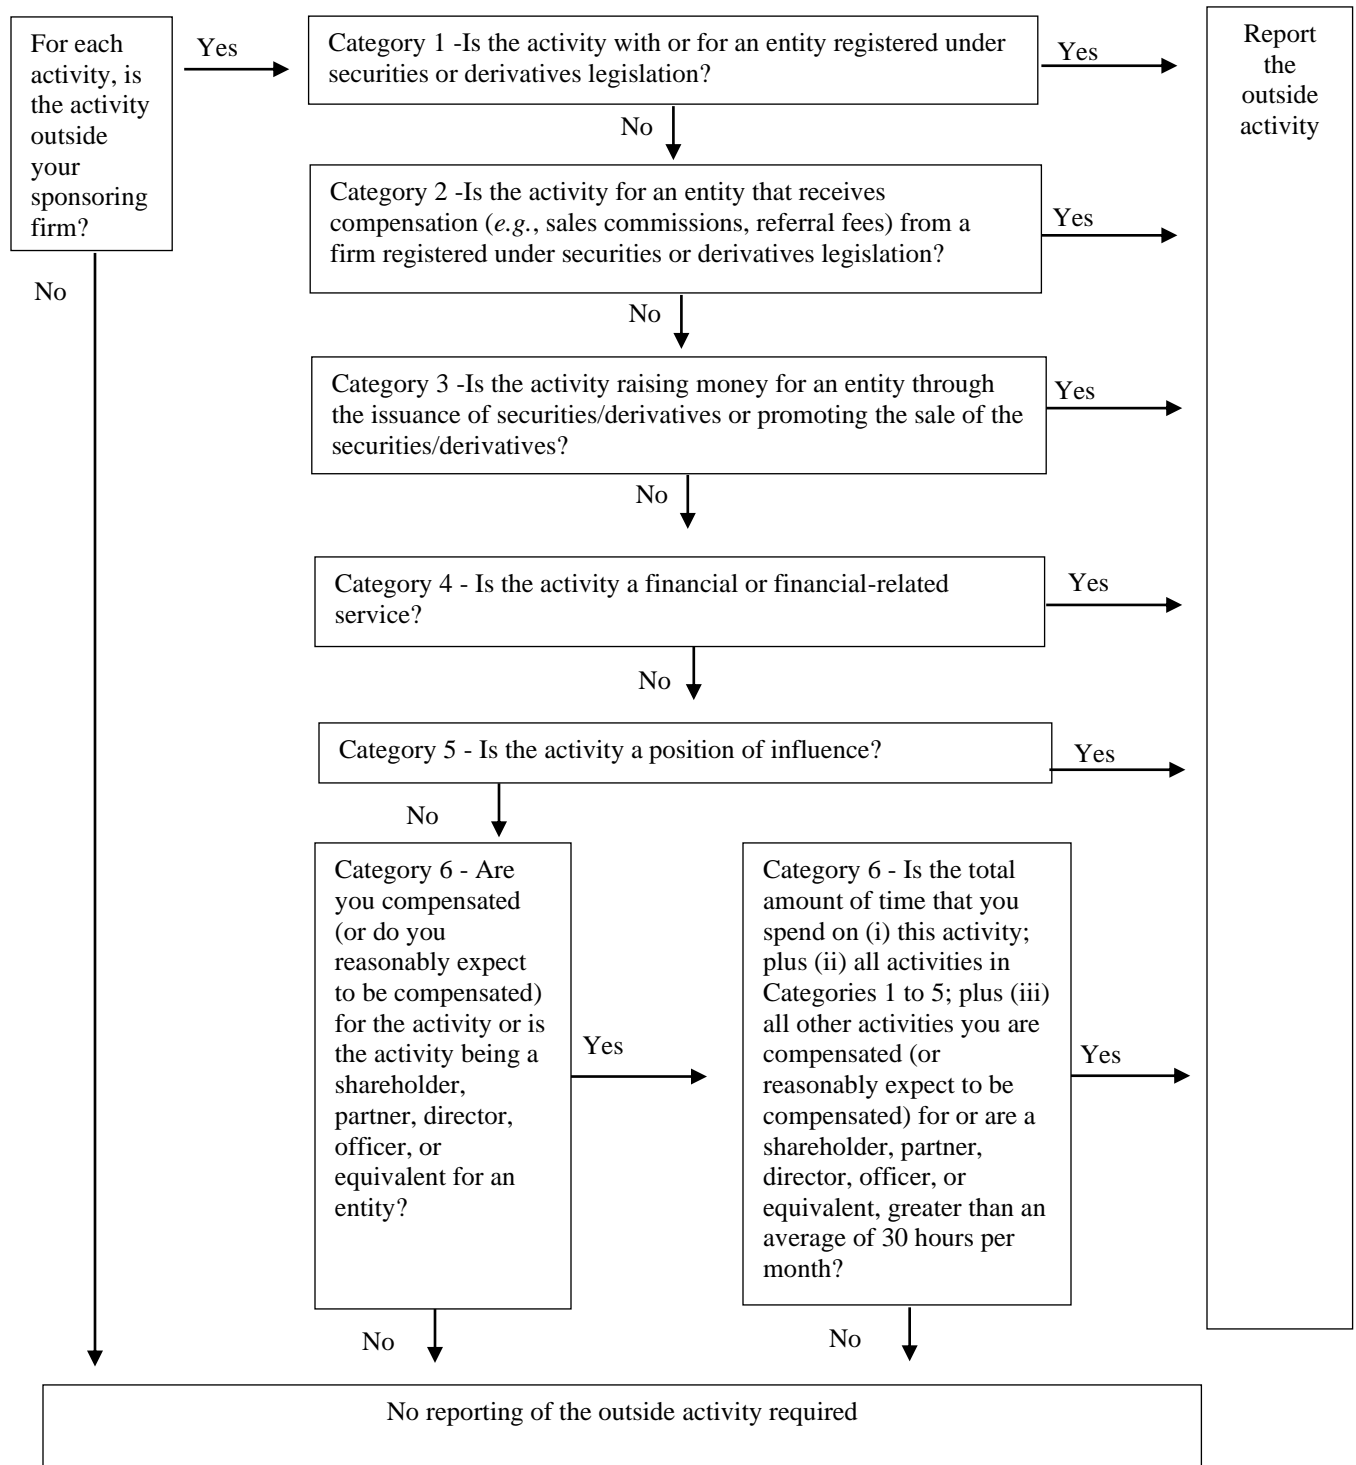 For each
activity, is
the activity
outside
your
sponsoring
firm?
Yes
Category 1 -Is the activity with or for an entity registered under
securities or derivatives legislation?
Yes
Report
the
outside
activity
No
No
Category 2 -Is the activity for an entity that receives
compensation (e.g., sales commissions, referral fees) from a
firm registered under securities or derivatives legislation?
Yes
No
Category 3 -Is the activity raising money for an entity through
the issuance of securities/derivatives or promoting the sale of the
securities/derivatives?
Yes
No
Category 4 - Is the activity a financial or financial-related
service?
Yes
No
Category 5 - Is the activity a position of influence?
Yes
No
Category 6 - Are
you compensated
(or do you
reasonably expect
to be compensated)
for the activity or is
the activity being a
shareholder,
partner, director,
officer, or
equivalent for an
entity?
Yes
Category 6 - Is the total
amount of time that you
spend on (i) this activity;
plus (ii) all activities in
Categories 1 to 5; plus (iii)
all other activities you are
compensated (or
reasonably expect to be
compensated) for or are a
shareholder, partner,
director, officer, or
equivalent, greater than an
average of 30 hours per
month?
Yes
No
No
No reporting of the outside activity required